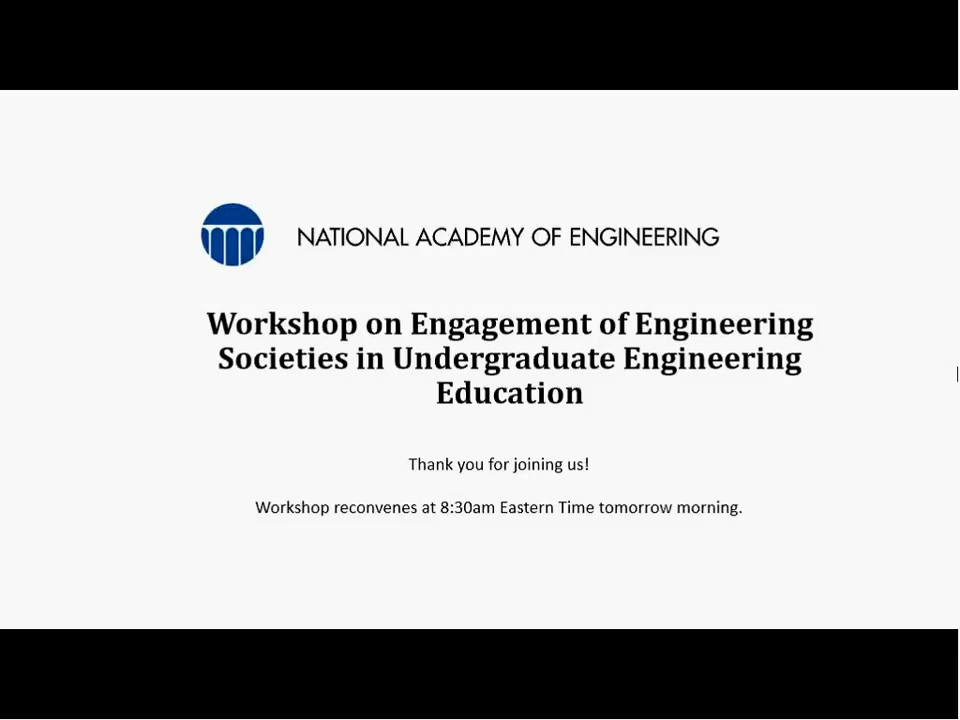 NATIONAL ACADEMY OF ENGINEERING
Workshop on Engagement of Engineering
Societies in Undergraduate Engineering
Education
Thank you for joining us!
Workshop reconvenes at 8:30am Eastern Time tomorrow morning.